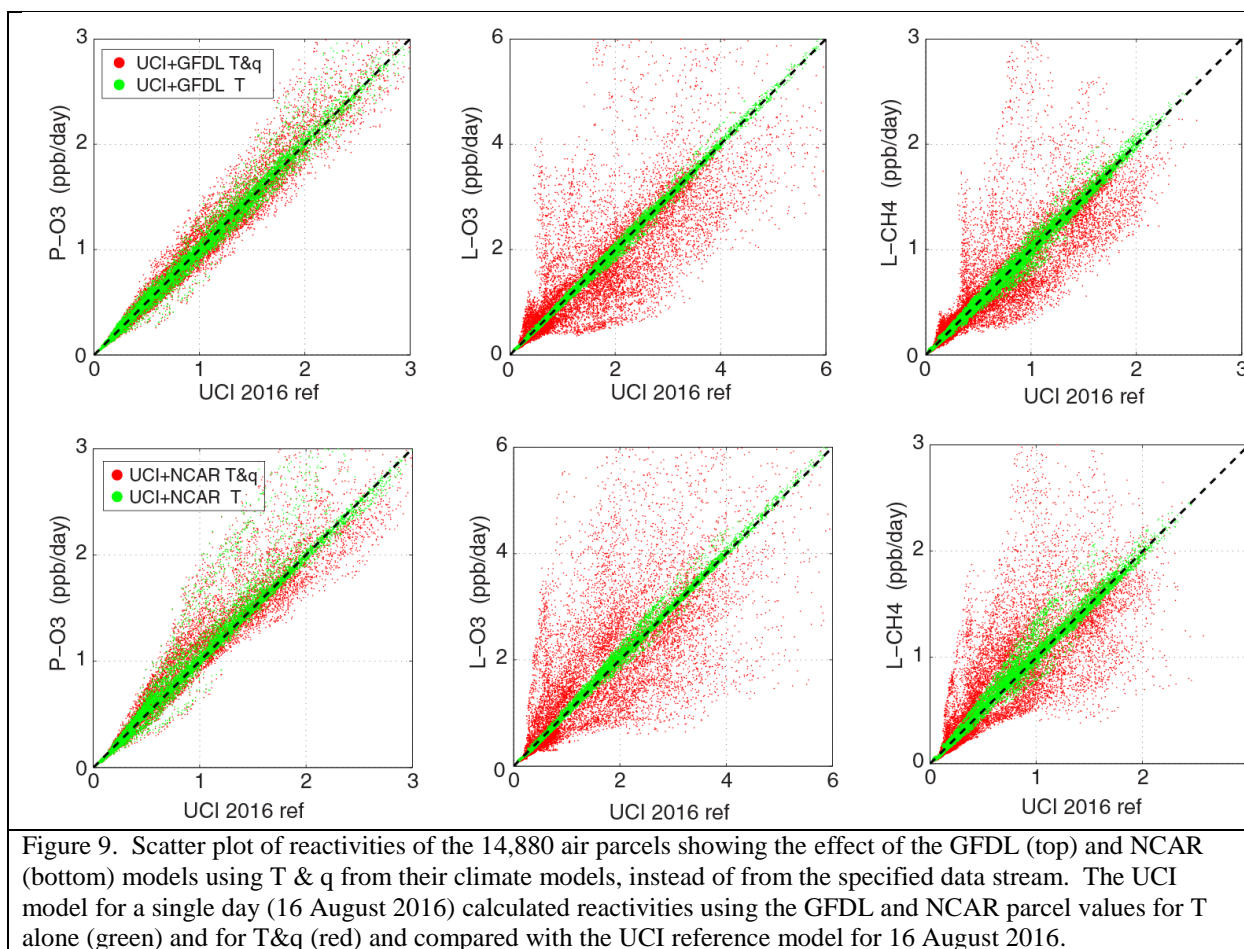 3
2
1
0
P−O3 (ppb/day)
UCI+GFDL T&q
UCI+GFDL T
0 1 2 3
UCI 2016 ref
6
4
2
0
L−O3 (ppb/day)
0 2 4 6
UCI 2016 ref
3
2
1
0
L−CH4 (ppb/day)
0 1 2 3
UCI 2016 ref
3
2
1
0
P−O3 (ppb/day)
UCI+NCAR T&q
UCI+NCAR T
0 1 2 3
UCI 2016 ref
6
4
2
0
L−O3 (ppb/day)
0 2 4 6
UCI 2016 ref
3
2
1
0
L−CH4 (ppb/day)
0 1 2
UCI 2016 ref
Figure 9. Scatter plot of reactivities of the 14,880 air parcels showing the effect of the GFDL (top) and NCAR
(bottom) models using T & q from their climate models, instead of from the specified data stream. The UCI
model for a single day (16 August 2016) calculated reactivities using the GFDL and NCAR parcel values for T
alone (green) and for T&q (red) and compared with the UCI reference model for 16 August 2016.